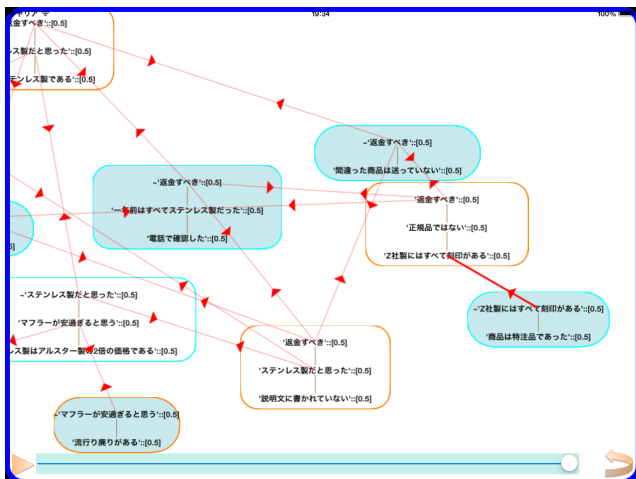 キャリア 19:34 100%
返金すべき'::[0.5]
レス製だと思った'::[0.5]
テンレス製である'::[0.5]
~'返金すべき'::[0.5]
'間違った商品は送っていない'::[0.5]
~'返金すべき'::[0.5]
'一年前はすべてステンレス製だった'::[0.5]
'電話で確認した'::[0.5]
'返金すべき'::[0.5]
'正規品ではない'::[0.5]
'Z社製にはすべて刻印がある'::[0.5]
5]
~'ステンレス製だと思った'::[0.5]
'マフラーが安過ぎると思う'::[0.5]
レス製はアルスター製の2倍の価格である'::[0.5]
~'Z社製にはすべて刻印がある'::[0.5]
'商品は特注品であった'::[0.5]
'返金すべき'::[0.5]
'ステンレス製だと思った'::[0.5]
'説明文に書かれていない'::[0.5]
~'マフラーが安過ぎると思う'::[0.5]
'流行り廃りがある'::[0.5]